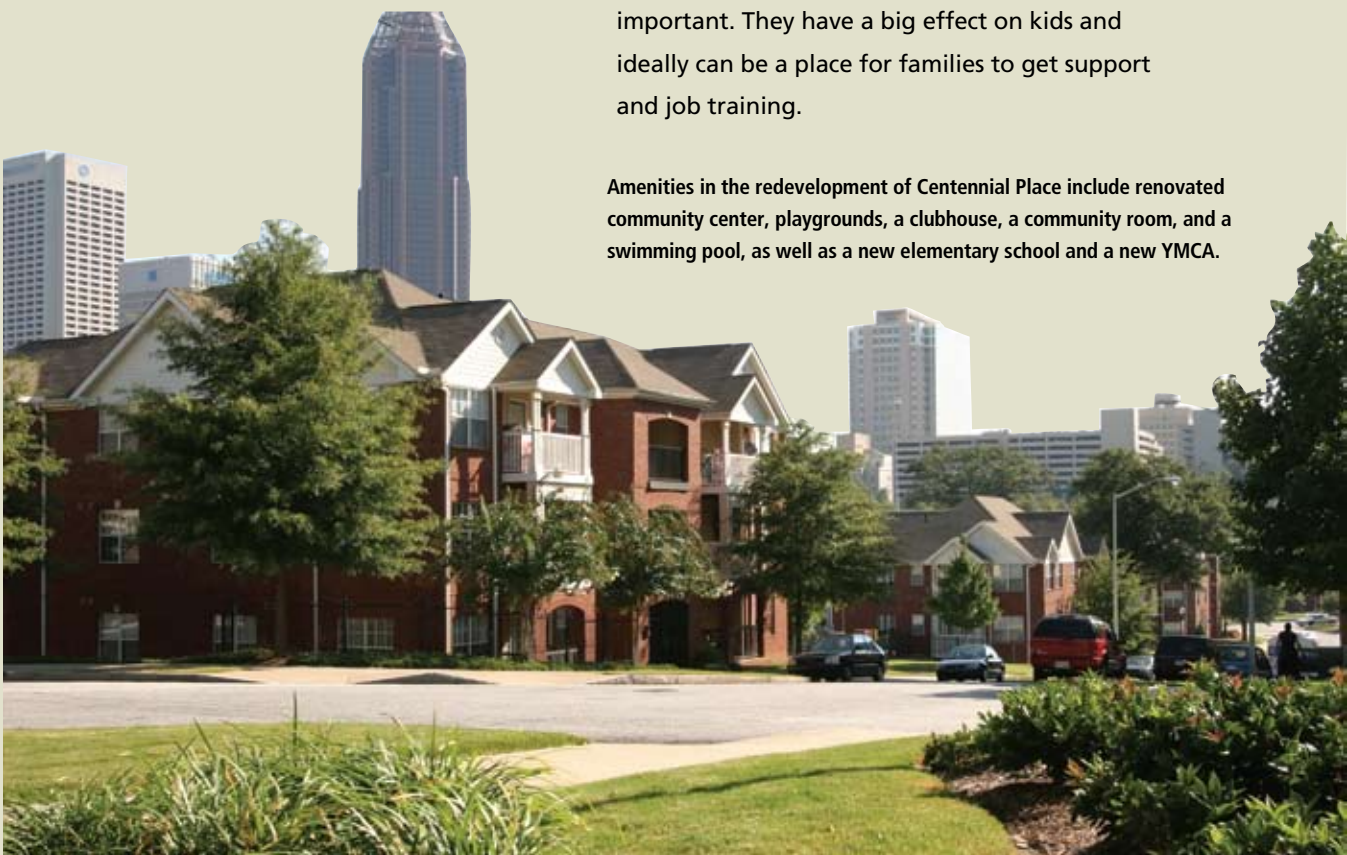 important. They have a big effect on kids and
ideally can be a place for families to get support
and job training.
Amenities in the redevelopment of Centennial Place include renovated
community center, playgrounds, a clubhouse, a community room, and a
swimming pool, as well as a new elementary school and a new YMCA.